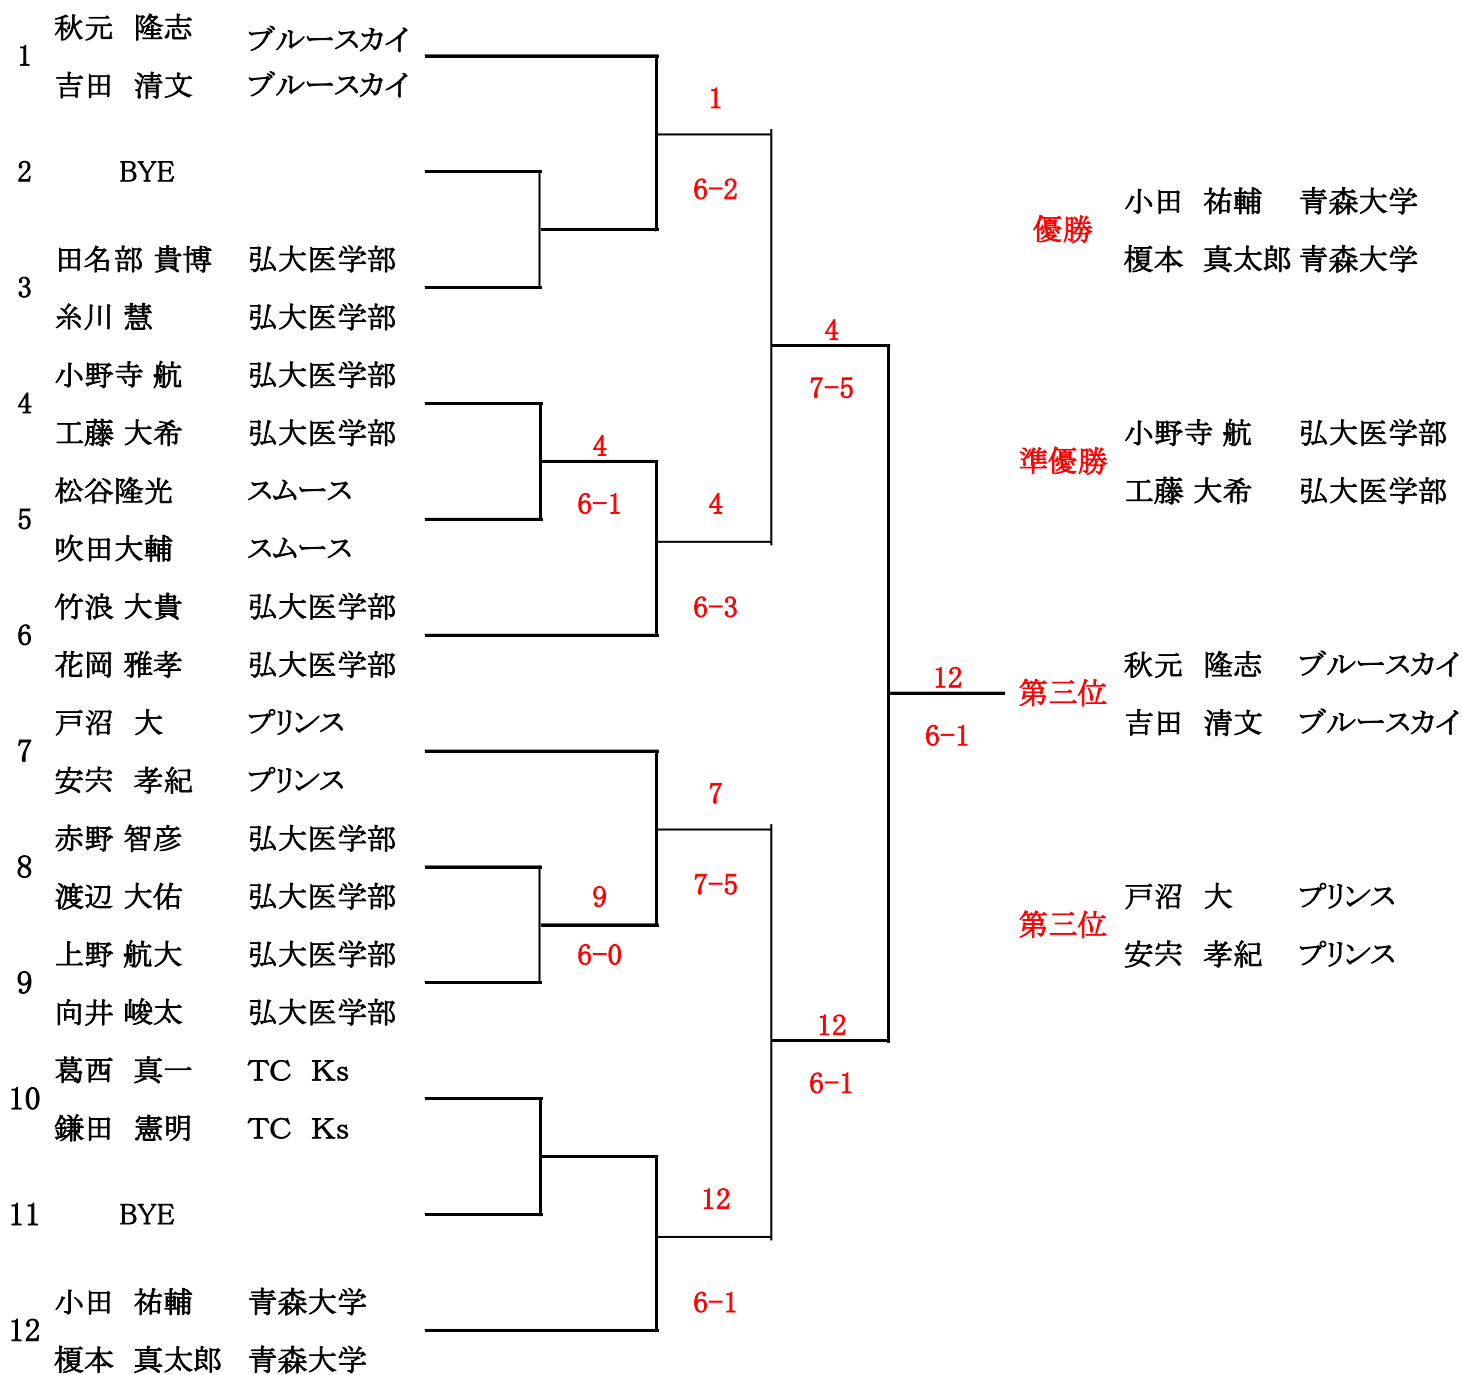 秋元 隆志 ブルースカイ
1
吉田 清文 ブルースカイ
1
2 BYE
6-2
田名部 貴博 弘大医学部
3
糸川 慧 弘大医学部
4
7-5
小野寺 航 弘大医学部
4
工藤 大希 弘大医学部
4
6-1
松谷隆光 スムース
5
吹田大輔 スムース
4
6-3
竹浪 大貴 弘大医学部
6
花岡 雅孝 弘大医学部
12
6-1
戸沼 大 プリンス
7
安宍 孝紀 プリンス
7
7-5
赤野 智彦 弘大医学部
8
渡辺 大佑 弘大医学部
9
6-0
上野 航大 弘大医学部
9
向井 峻太 弘大医学部
12
6-1
葛西 真一 TC Ks
10
鎌田 憲明 TC Ks
11 BYE
12
6-1
小田 祐輔 青森大学
12
榎本 真太郎 青森大学
優勝
小田 祐輔 青森大学
榎本 真太郎 青森大学
準優勝
小野寺 航 弘大医学部
工藤 大希 弘大医学部
第三位
秋元 隆志 ブルースカイ
吉田 清文 ブルースカイ
第三位
戸沼 大 プリンス
安宍 孝紀 プリンス